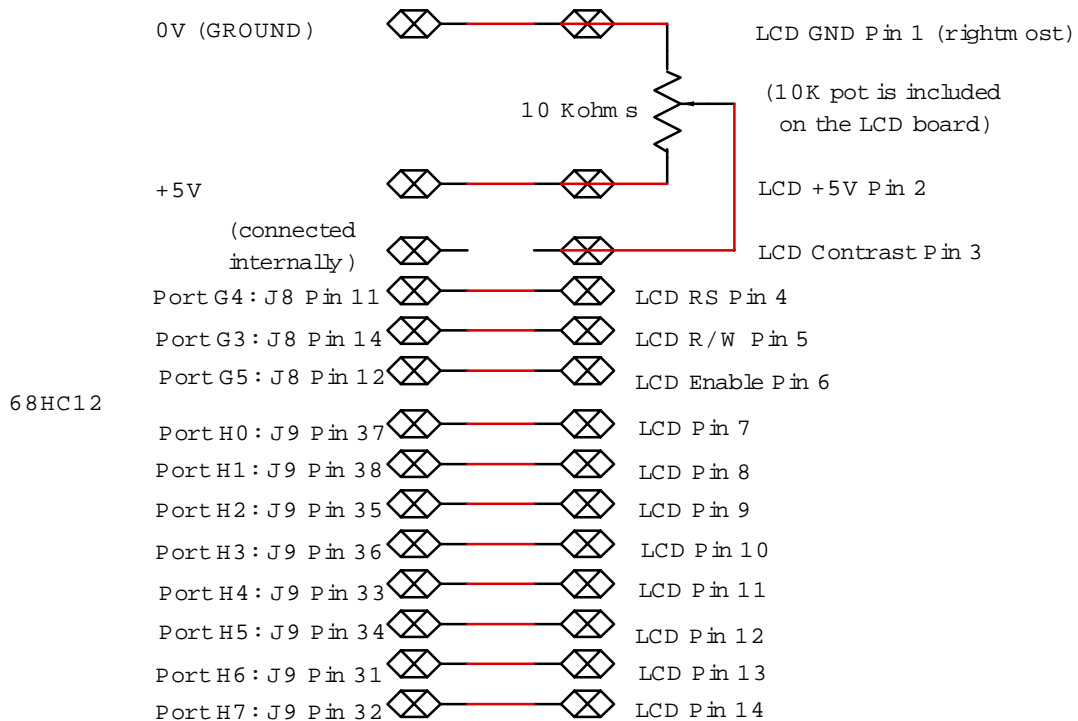 0V (GROUND)
LCD GND Pin 1 (rightmost)
10 Kohms
(10K pot is included
on the LCD board)
+5V
LCD +5V Pin 2
(connected
internally)
LCD Contrast Pin 3
Port G4: J8 Pin 11
LCD RS Pin 4
Port G3: J8 Pin 14
LCD R/W Pin 5
Port G5: J8 Pin 12
LCD Enable Pin 6
68HC12
Port H0: J9 Pin 37
LCD Pin 7
Port H1: J9 Pin 38
LCD Pin 8
Port H2: J9 Pin 35
LCD Pin 9
Port H3: J9 Pin 36
LCD Pin 10
Port H4: J9 Pin 33
LCD Pin 11
Port H5: J9 Pin 34
LCD Pin 12
Port H6: J9 Pin 31
LCD Pin 13
Port H7: J9 Pin 32
LCD Pin 14